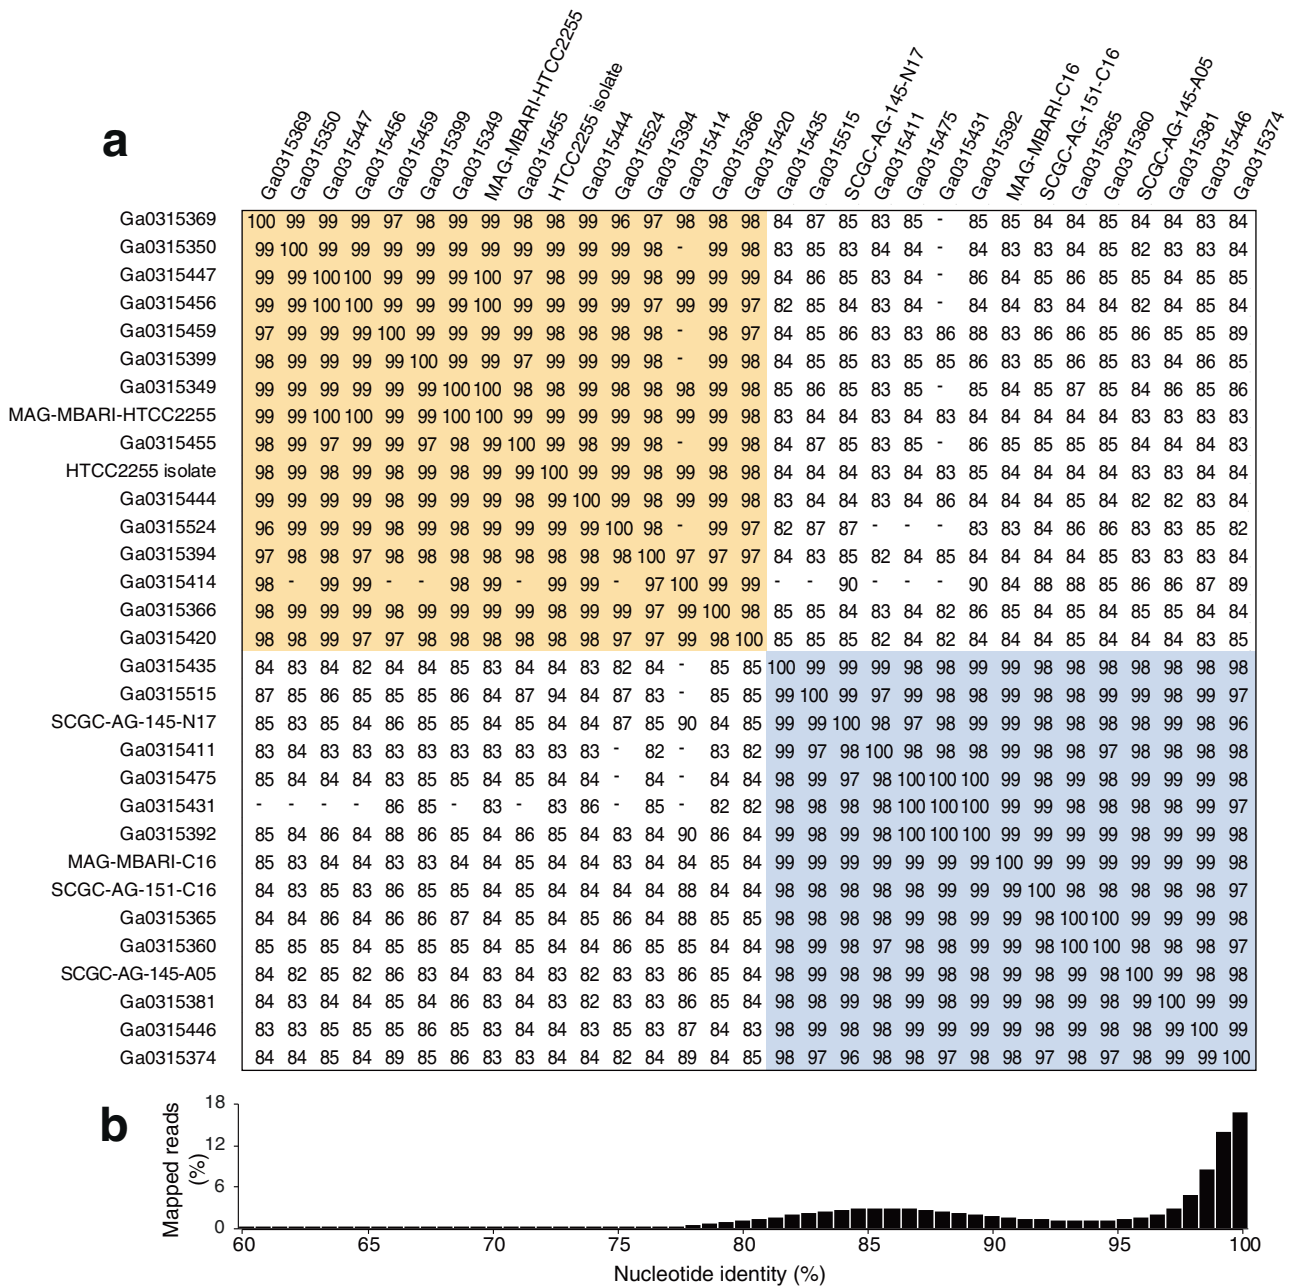 a
Ga0315369
Ga0315350
Ga0315447
Ga0315456
Ga0315459
Ga0315399
Ga0315349
MAG-MBARI-HTCC2255
Ga0315455
HTCC2255 isolate
Ga0315444
Ga0315524
Ga0315394
Ga0315414
Ga0315366
Ga0315420
Ga0315435
Ga0315515
SCGC-AG-145-N17
Ga0315411
Ga0315475
Ga0315431
Ga0315392
MAG-MBARI-C16
SCGC-AG-151-C16
Ga0315365
Ga0315360
SCGC-AG-145-A05
Ga0315381
Ga0315446
Ga0315374
Ga0315369 100 99 99 99 97 98 99 99 98 98 99 96 97 98 98 98 84 87 85 83 85 - 85 85 84 84 85 84 84 83 84
Ga0315350 99 100 99 99 99 99 99 99 99 99 99 99 98 - 99 98 83 85 83 84 84 - 84 83 83 84 85 82 83 83 84
Ga0315447 99 99 100 100 99 99 99 100 97 98 99 99 98 99 99 99 84 86 85 83 84 - 86 84 85 86 85 85 84 85 85
Ga0315456 99 99 100 100 99 99 99 100 99 99 99 99 97 99 99 97 82 85 84 83 84 - 84 84 83 84 84 82 84 85 84
Ga0315459 97 99 99 99 100 99 99 99 99 98 98 98 98 - 98 97 84 85 86 83 83 86 88 83 86 86 85 86 85 85 89
Ga0315399 98 99 99 99 99 100 99 99 97 99 99 99 98 - 99 98 84 85 85 83 85 85 86 83 85 86 85 83 84 86 85
Ga0315349 99 99 99 99 99 99 100 100 98 98 99 98 98 98 99 98 85 86 85 83 85 - 85 84 85 87 85 84 86 85 86
MAG-MBARI-HTCC2255 99 99 100 100 99 99 100 100 99 99 99 99 98 99 99 98 83 84 84 83 84 83 84 84 84 84 84 83 83 83 83
Ga0315455 98 99 97 99 99 97 98 99 100 99 98 99 98 - 99 98 84 87 85 83 85 - 86 85 85 85 85 84 84 84 83
HTCC2255 isolate 98 99 98 99 98 99 98 99 99 100 99 99 98 99 98 98 84 84 84 83 84 83 85 84 84 84 84 83 83 84 84
Ga0315444 99 99 99 99 98 99 99 99 98 99 100 99 98 99 99 98 83 84 84 83 84 86 84 84 84 85 84 82 82 83 84
Ga0315524 96 99 99 99 98 99 98 99 99 99 99 100 98 - 99 97 82 87 87 - - - 83 83 84 86 86 83 83 85 82
Ga0315394 97 98 98 97 98 98 98 98 98 98 98 98 100 97 97 97 84 83 85 82 84 85 84 84 84 84 85 83 83 83 84
Ga0315414 98 - 99 99 - - 98 99 - 99 99 - 97 100 99 99 - - 90 - - - 90 84 88 88 85 86 86 87 89
Ga0315366 98 99 99 99 98 99 99 99 99 98 99 99 97 99 100 98 85 85 84 83 84 82 86 85 84 85 84 85 85 84 84
Ga0315420 98 98 99 97 97 98 98 98 98 98 98 97 97 99 98 100 85 85 85 82 84 82 84 84 84 85 84 84 84 83 85
Ga0315435 84 83 84 82 84 84 85 83 84 84 83 82 84 - 85 85 100 99 99 99 98 98 99 99 98 98 98 98 98 98 98
Ga0315515 87 85 86 85 85 85 86 84 87 94 84 87 83 - 85 85 99 100 99 97 99 98 98 99 98 98 99 99 98 99 97
SCGC-AG-145-N17 85 83 85 84 86 85 85 84 85 84 84 87 85 90 84 85 99 99 100 98 97 98 99 99 98 98 98 98 99 98 96
Ga0315411 83 84 83 83 83 83 83 83 83 83 83 - 82 - 83 82 99 97 98 100 98 98 98 99 98 98 97 98 98 98 98
Ga0315475 85 84 84 84 83 85 85 84 85 84 84 - 84 - 84 84 98 99 97 98 100 100 100 99 98 99 98 99 99 99 98
Ga0315431 - - - - 86 85 - 83 - 83 86 - 85 - 82 82 98 98 98 98 100 100 100 99 99 98 98 98 98 99 97
Ga0315392 85 84 86 84 88 86 85 84 86 85 84 83 84 90 86 84 99 98 99 98 100 100 100 99 99 99 99 98 99 99 98
MAG-MBARI-C16 85 83 84 84 83 83 84 84 85 84 84 83 84 84 85 84 99 99 99 99 99 99 99 100 99 99 99 99 99 99 98
SCGC-AG-151-C16 84 83 85 83 86 85 85 84 85 84 84 84 84 88 84 84 98 98 98 98 98 99 99 99 100 98 98 98 98 98 97
Ga0315365 84 84 86 84 86 86 87 84 85 84 85 86 84 88 85 85 98 98 98 98 99 98 99 99 98 100 100 99 99 99 98
Ga0315360 85 85 85 84 85 85 85 84 85 84 84 86 85 85 84 84 98 99 98 97 98 98 99 99 98 100 100 98 98 98 97
SCGC-AG-145-A05 84 82 85 82 86 83 84 83 84 83 82 83 83 86 85 84 98 99 98 98 99 98 98 99 98 99 98 100 99 98 98
Ga0315381 84 83 84 84 85 84 86 83 84 83 82 83 83 86 85 84 98 98 99 98 99 98 99 99 98 99 98 99 100 99 99
Ga0315446 83 83 85 85 85 86 85 83 84 84 83 85 83 87 84 83 98 99 98 98 99 99 99 99 98 99 98 98 99 100 99
Ga0315374 84 84 85 84 89 85 86 83 83 84 84 82 84 89 84 85 98 97 96 98 98 97 98 98 97 98 97 98 99 99 100
b
Mapped reads
(%)
18
12
6
0
60 65 70 75 80 85 90 95 100
Nucleotide identity (%)